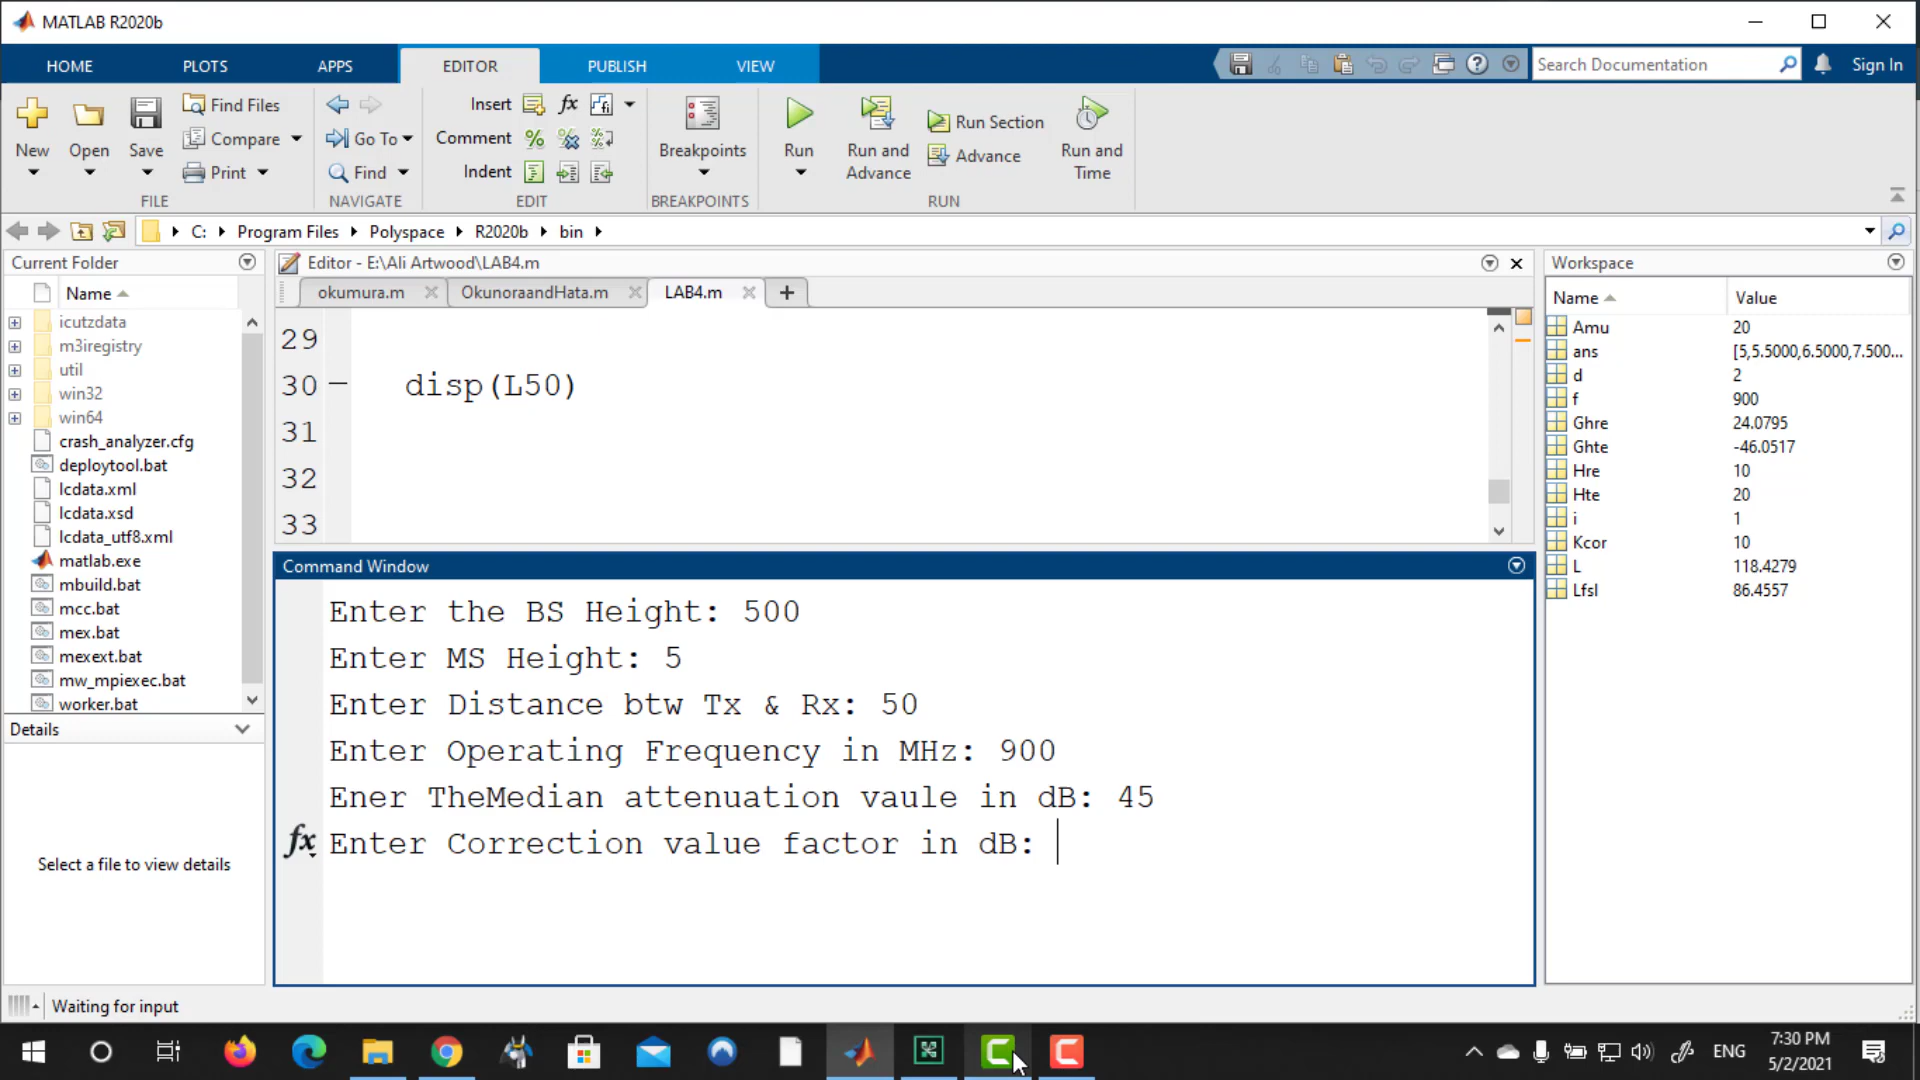 MATLAB R2020b
HOME PLOTS APPS EDITOR PUBLISH VIEW
Search Documentation
Sign In
New
Open
Save
Find Files
Compare
Print
FILE
Go To
Find
NAVIGATE
Insert
Comment
Indent
EDIT
Breakpoints
BREAKPOINTS
Run
Run and Advance
Run Section
Advance
Run and Time
RUN
C: Program Files Polyspace R2020b bin
Current Folder
Name
icutzdata
m3iregistry
util
win32
win64
crash_analyzer.cfg
deploytool.bat
lcdata.xml
lcdata.xsd
lcdata_utf8.xml
matlab.exe
mbuild.bat
mcc.bat
mex.bat
mexext.bat
mw_mpiexec.bat
worker.bat
Details
Select a file to view details
Editor - E:\Ali Artwood\LAB4.m
okumura.m OkunoraandHata.m LAB4.m
29
30 disp(L50)
31
32
33
Command Window
Enter the BS Height: 500
Enter MS Height: 5
Enter Distance btw Tx & Rx: 50
Enter Operating Frequency in MHz: 900
Ener TheMedian attenuation vaule in dB: 45
fx Enter Correction value factor in dB:
Workspace
Name Value
Amu 20
ans [5,5.5000,6.5000,7.500...
d 2
f 900
Ghre 24.0795
Ghte -46.0517
Hre 10
Hte 20
i 1
Kcor 10
L 118.4279
Lfsl 86.4557
Waiting for input
ENG
7:30 PM
5/2/2021